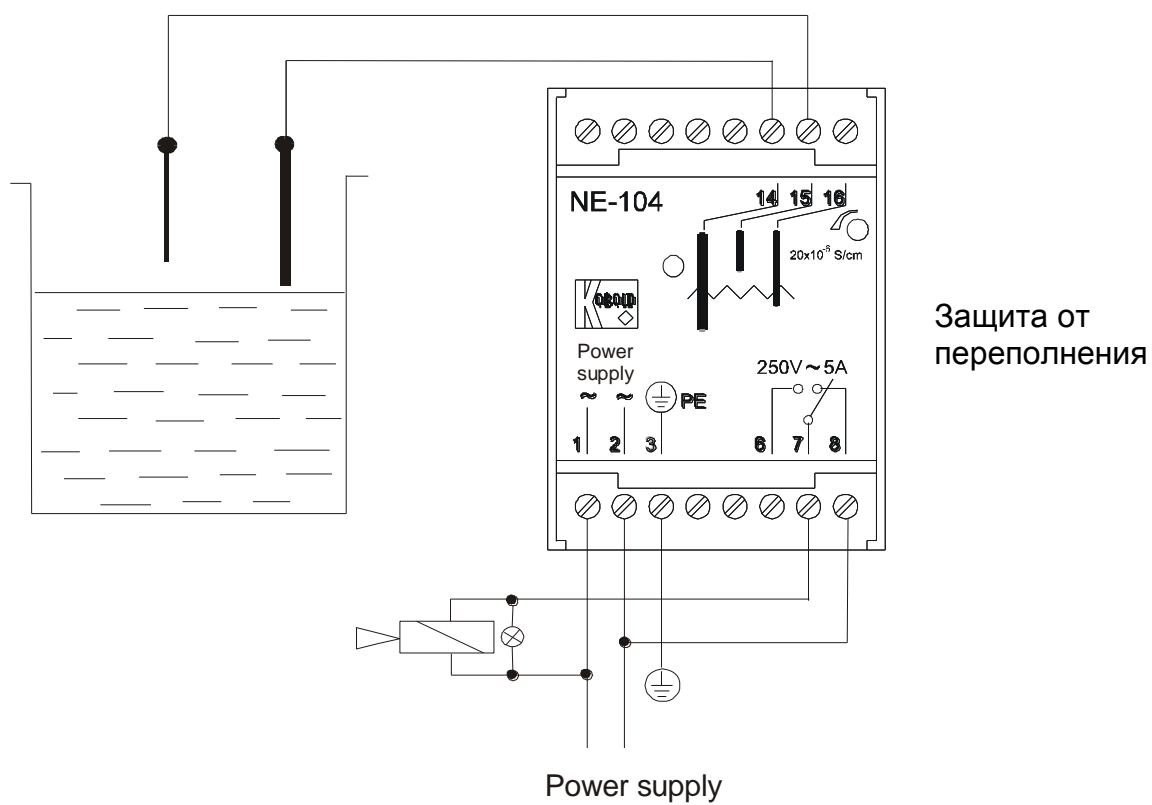 NE-104
14 15 16
20x10⁻⁶ S/cm
KOBOLD
Power
supply
~ ~
PE
250V ~ 5A
1 2 3 6 7 8
Защита от
переполнения
Power supply